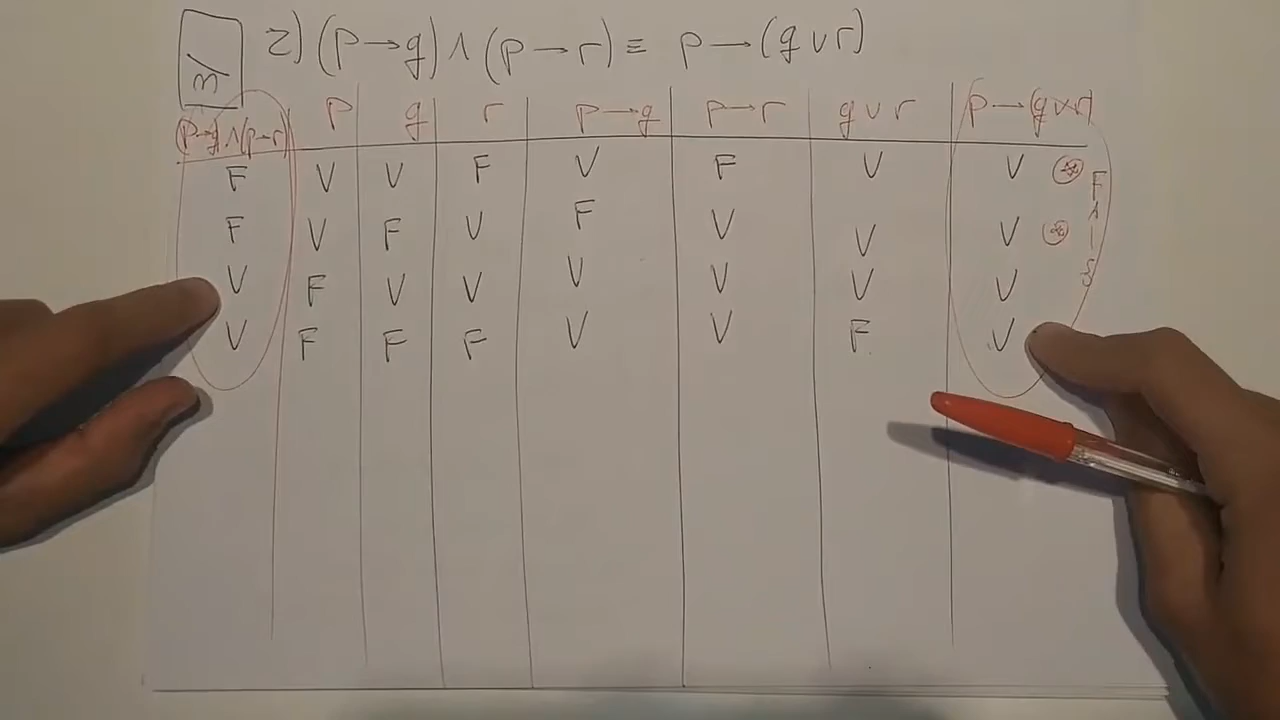 3) 2) (p→q) ∧ (p→r) ≡ p→(q∨r)
(p→q)∧(p→r) p q r p→q p→r q∨r p→(q∨r)
F V V F V F V V
F V F V F V V V
V F V V V V V V
V F F F V V F V